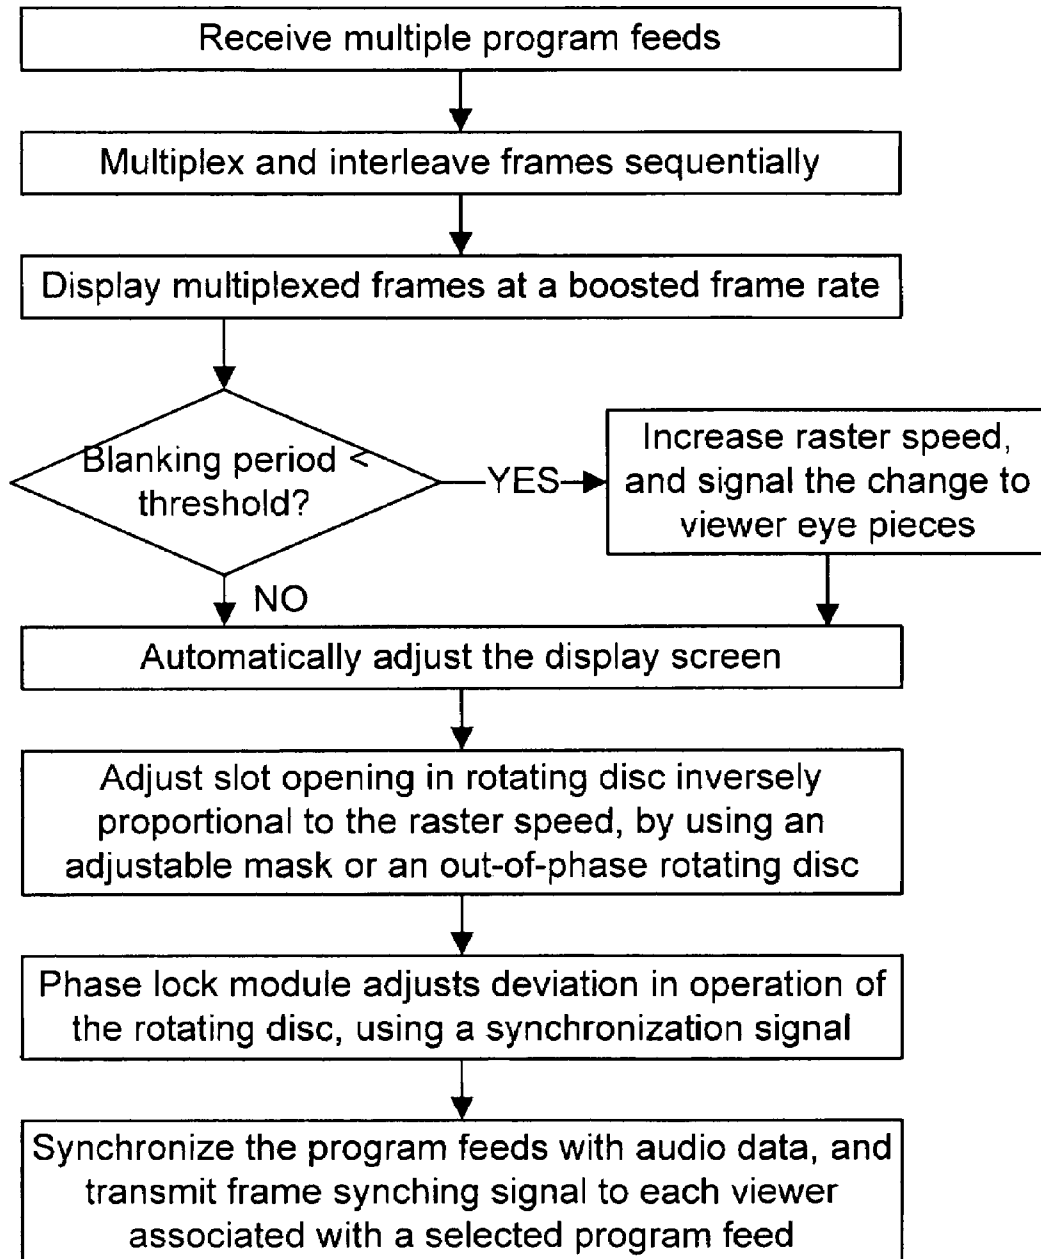 Receive multiple program feeds
Multiplex and interleave frames sequentially
Display multiplexed frames at a boosted frame rate
Blanking period <
threshold?
YES
Increase raster speed,
and signal the change to
viewer eye pieces
NO
Automatically adjust the display screen
Adjust slot opening in rotating disc inversely
proportional to the raster speed, by using an
adjustable mask or an out-of-phase rotating disc
Phase lock module adjusts deviation in operation of
the rotating disc, using a synchronization signal
Synchronize the program feeds with audio data, and
transmit frame synching signal to each viewer
associated with a selected program feed